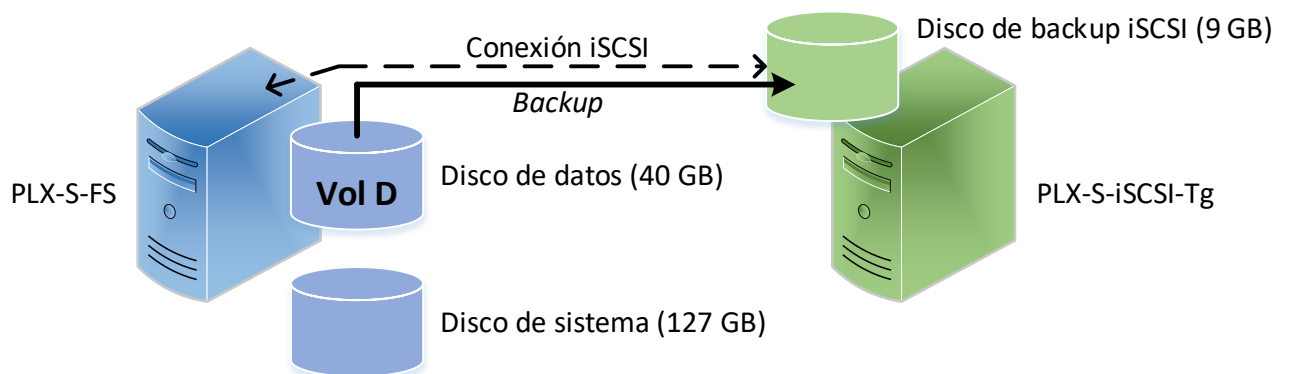 Conexión iSCSI
Disco de backup iSCSI (9 GB)
Backup
PLX-S-FS
Vol D
Disco de datos (40 GB)
PLX-S-iSCSI-Tg
Disco de sistema (127 GB)